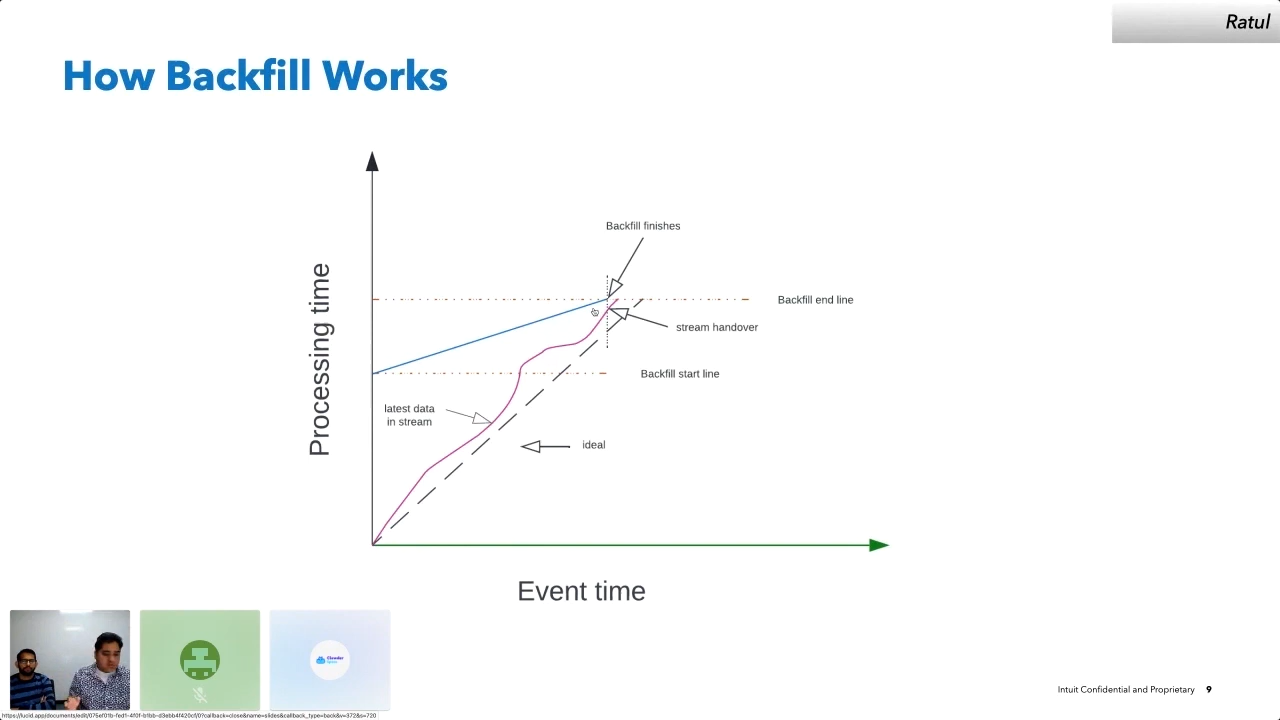 Ratul
How Backfill Works
Backfill finishes
Backfill end line
stream handover
Backfill start line
latest data
in stream
ideal
Processing time
Event time
Intuit Confidential and Proprietary 9